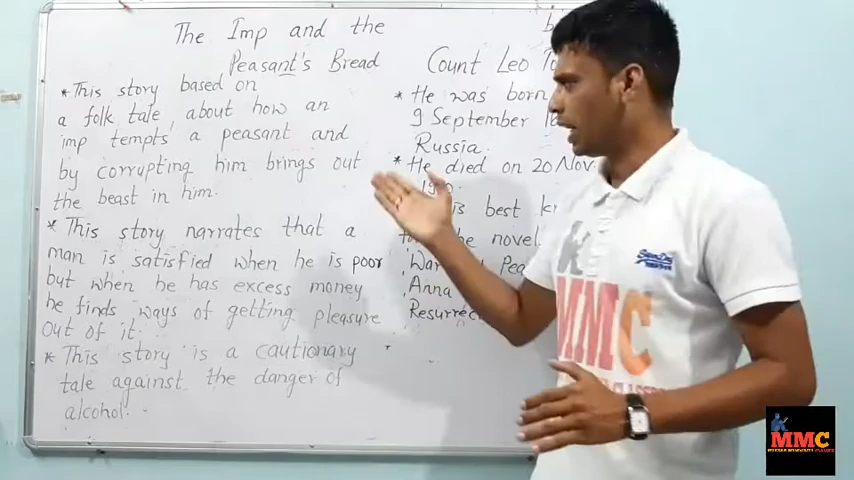 The Imp and the
Peasant's Bread
*This story based on
a folk tale, about how an
imp tempts a peasant and
by corrupting him brings out
the beast in him.
*This story narrates that a
man is satisfied when he is poor
but when he has excess money
he finds ways of getting pleasure
out of it.
*This story is a cautionary
tale against the danger of
alcohol.
Count Leo
*He was born
9 September
Russia.
*He died on 20 Nov
is best
the novel
War Peac
Anna
Resurrec
MMC
MMC